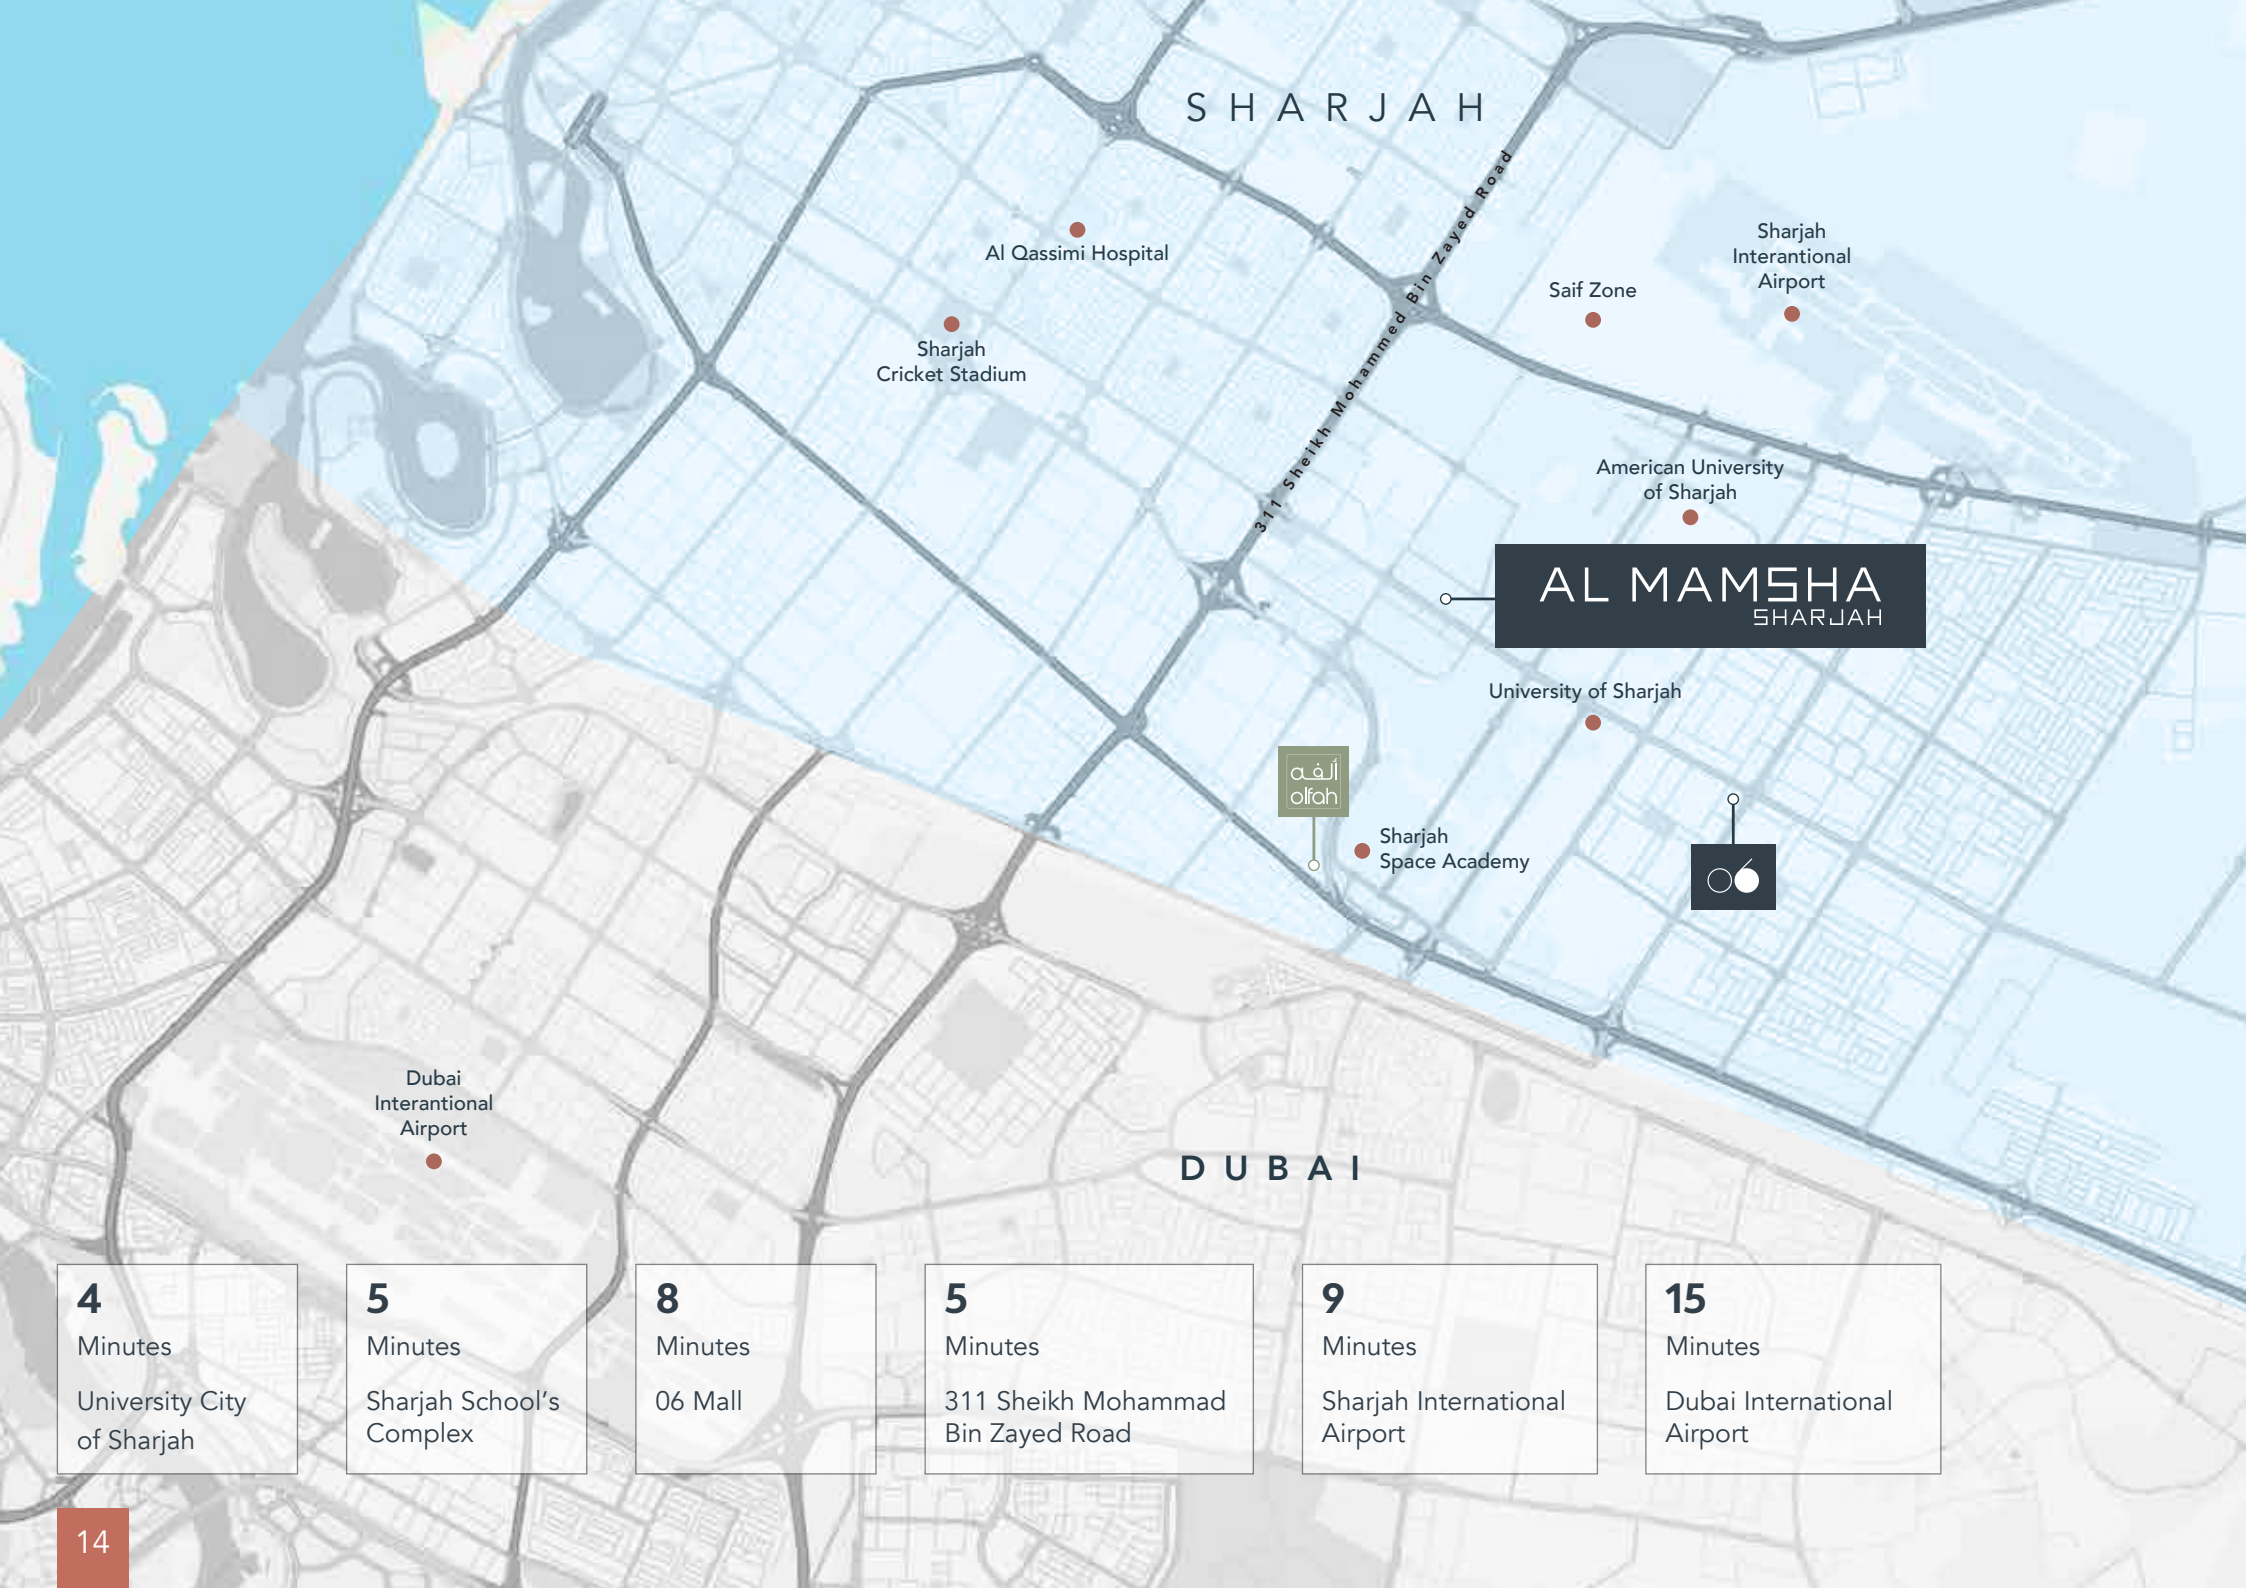 SHARJAH
311 Sheikh Mohammed Bin Zayed Road
Al Qassimi Hospital
Sharjah
Cricket Stadium
Saif Zone
Sharjah
Interantional
Airport
American University
of Sharjah
AL MAMSHA
SHARJAH
University of Sharjah
ألفـه
olfah
Sharjah
Space Academy
06
Dubai
Interantional
Airport
DUBAI
4
Minutes
University City
of Sharjah
5
Minutes
Sharjah School’s
Complex
8
Minutes
06 Mall
5
Minutes
311 Sheikh Mohammad
Bin Zayed Road
9
Minutes
Sharjah International
Airport
15
Minutes
Dubai International
Airport
14